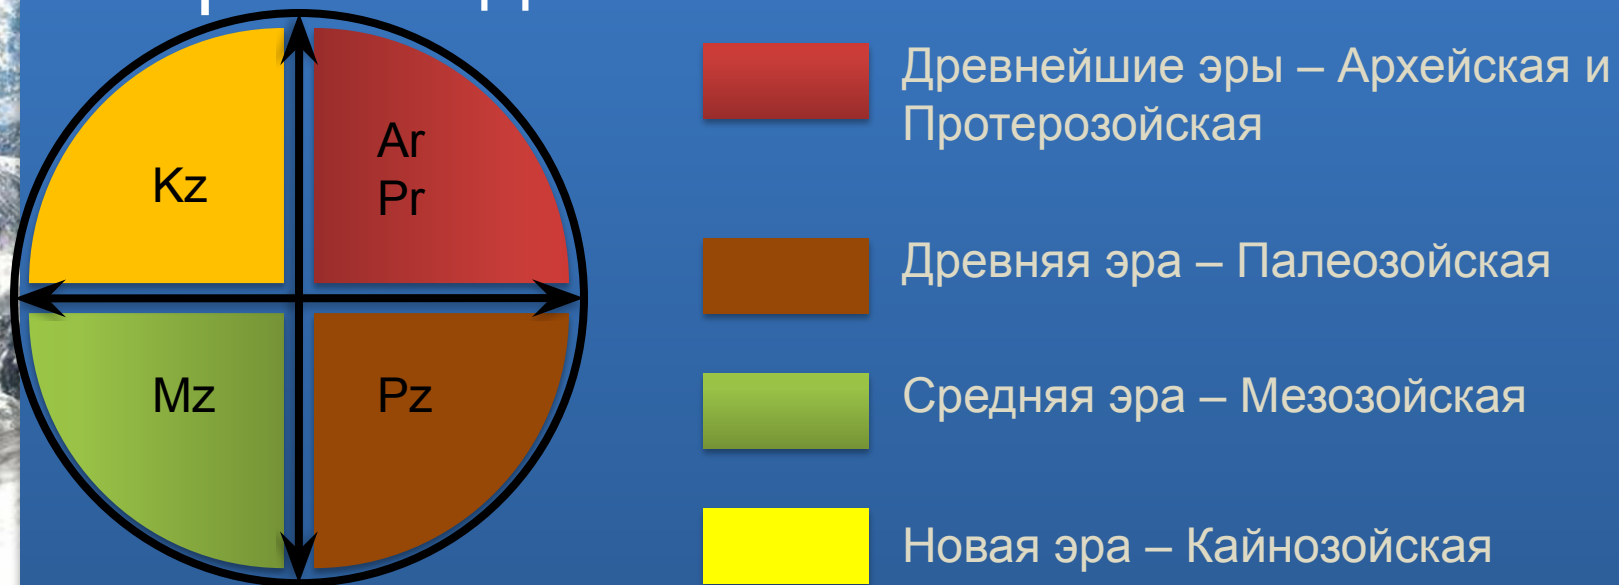 Kz
Ar
Pr
Mz
Pz
Древнейшие эры – Архейская и
Протерозойская
Древняя эра – Палеозойская
Средняя эра – Мезозойская
Новая эра – Кайнозойская